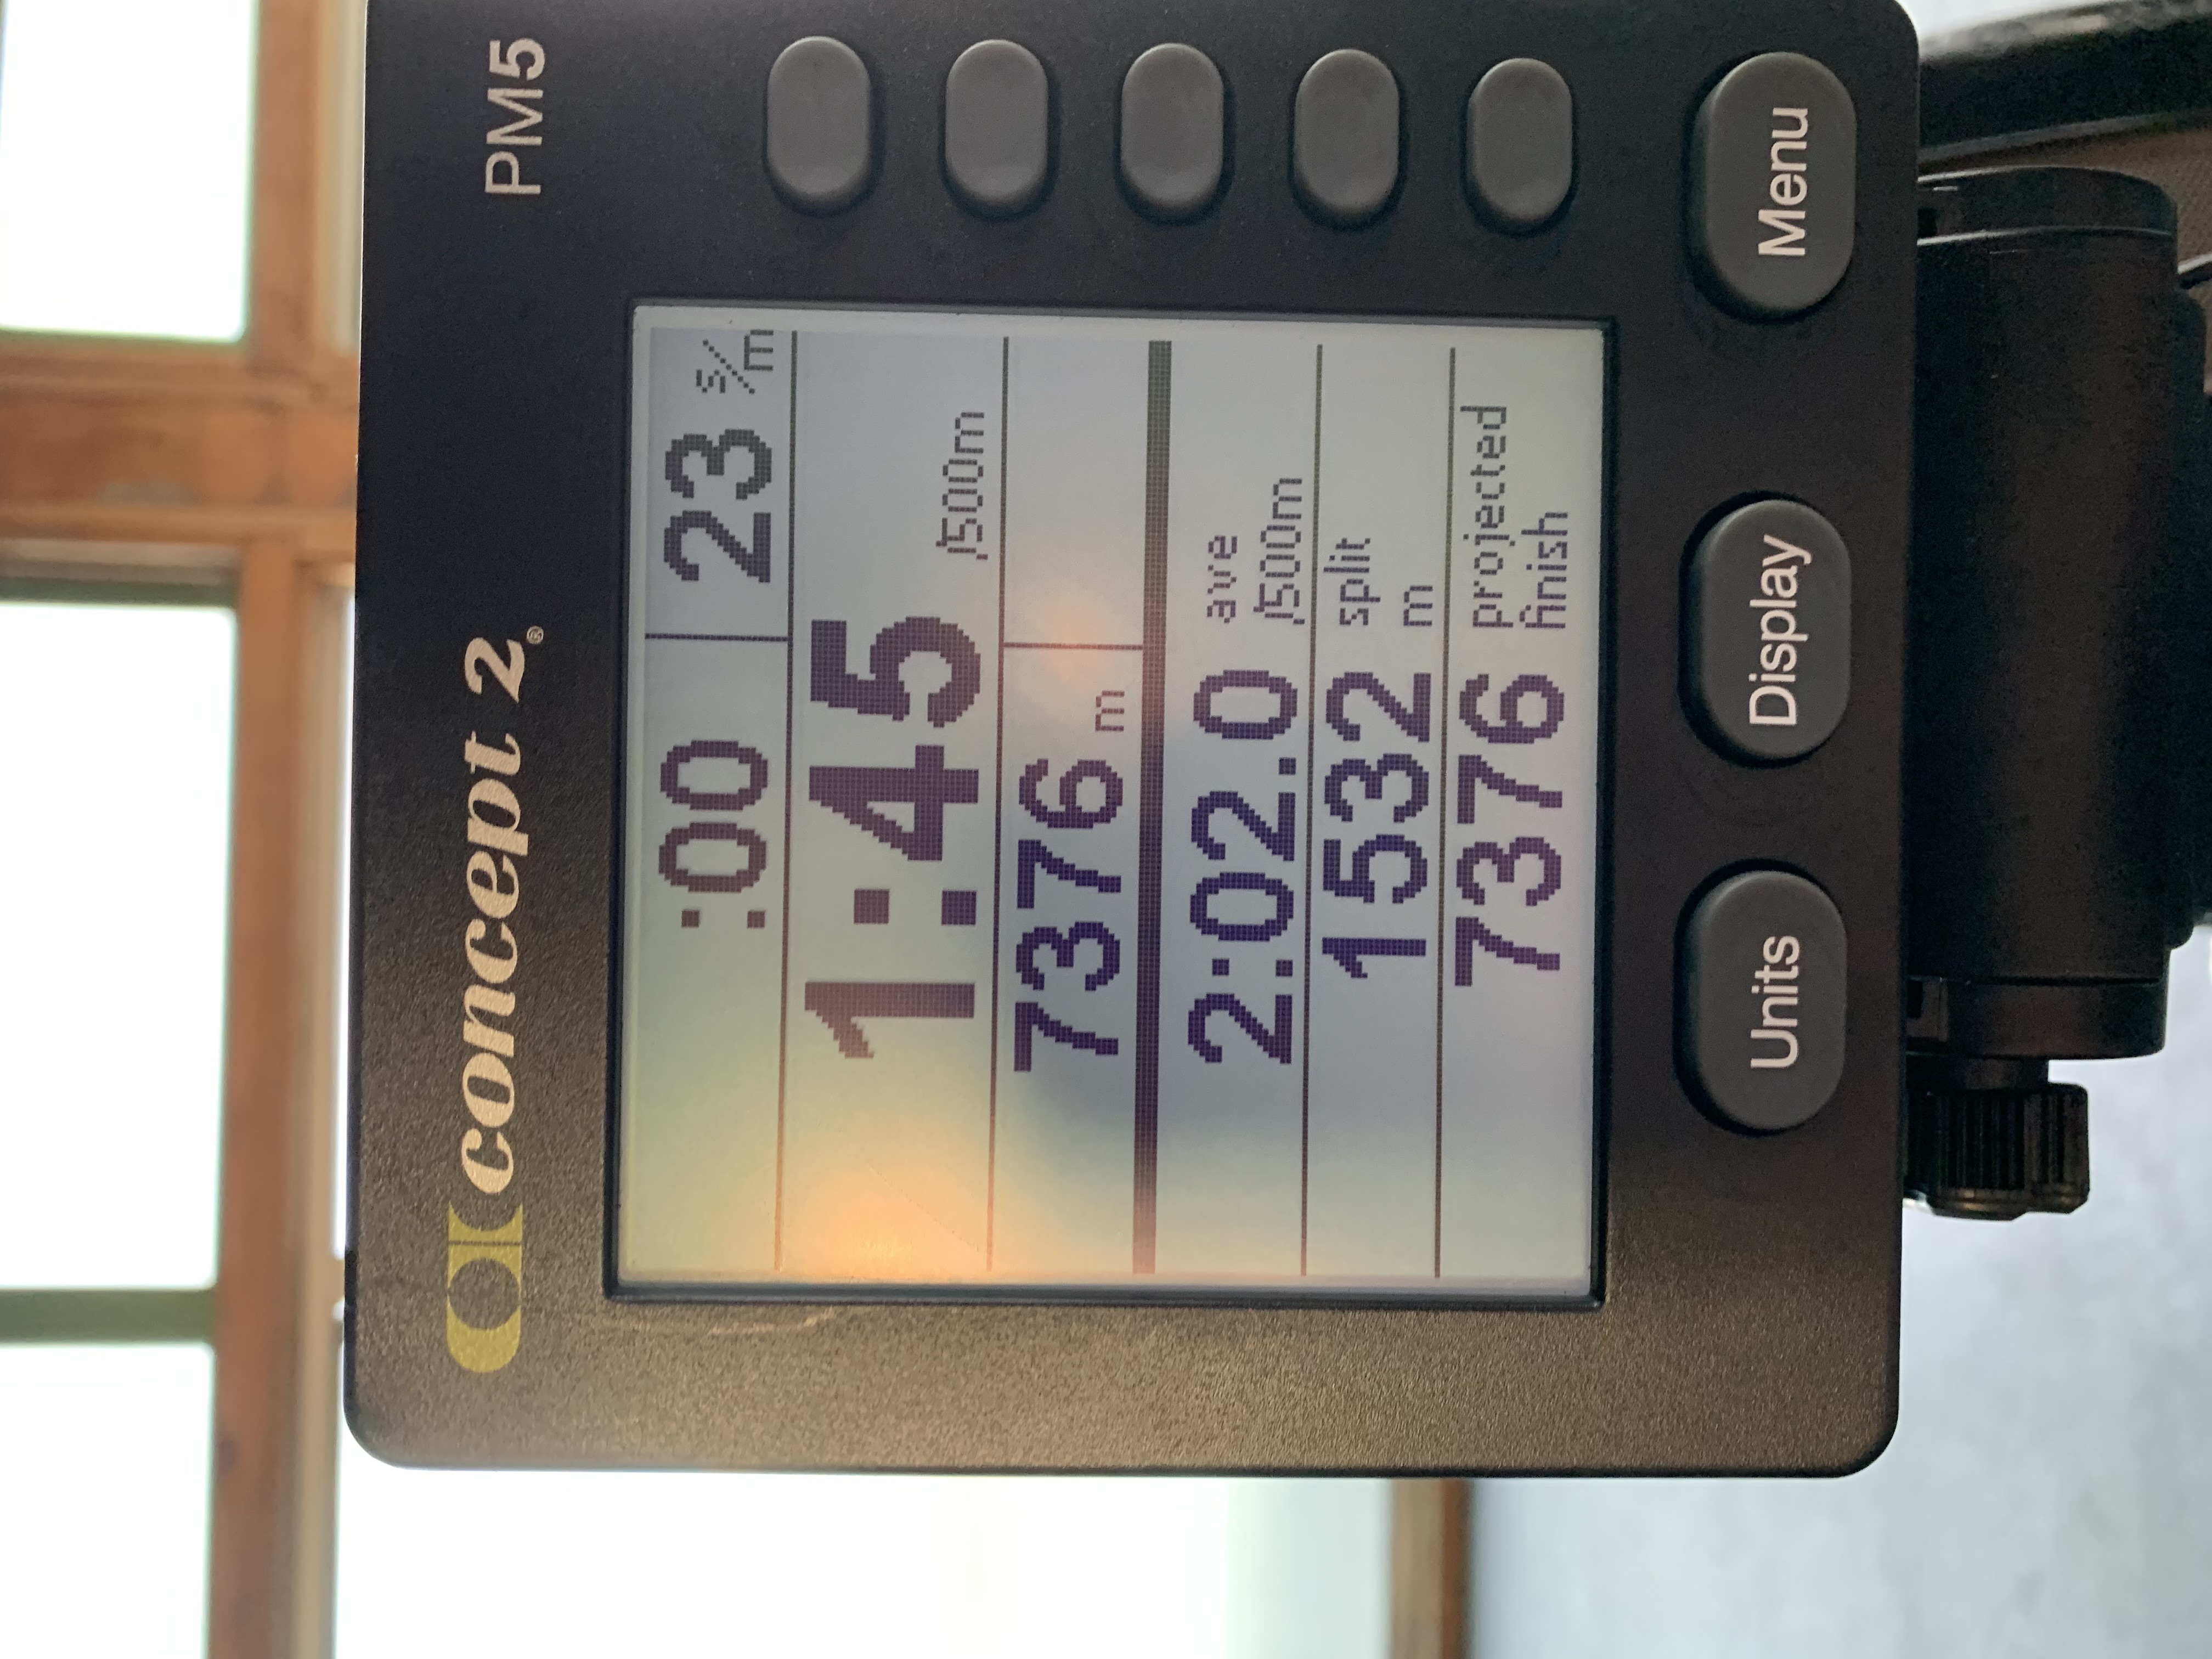 concept 2®
PM5
:00 23 s/m
1:45 /500m
7376 m
2:02.0 ave /500m
1532 split m
7376 projected finish
Units Display Menu